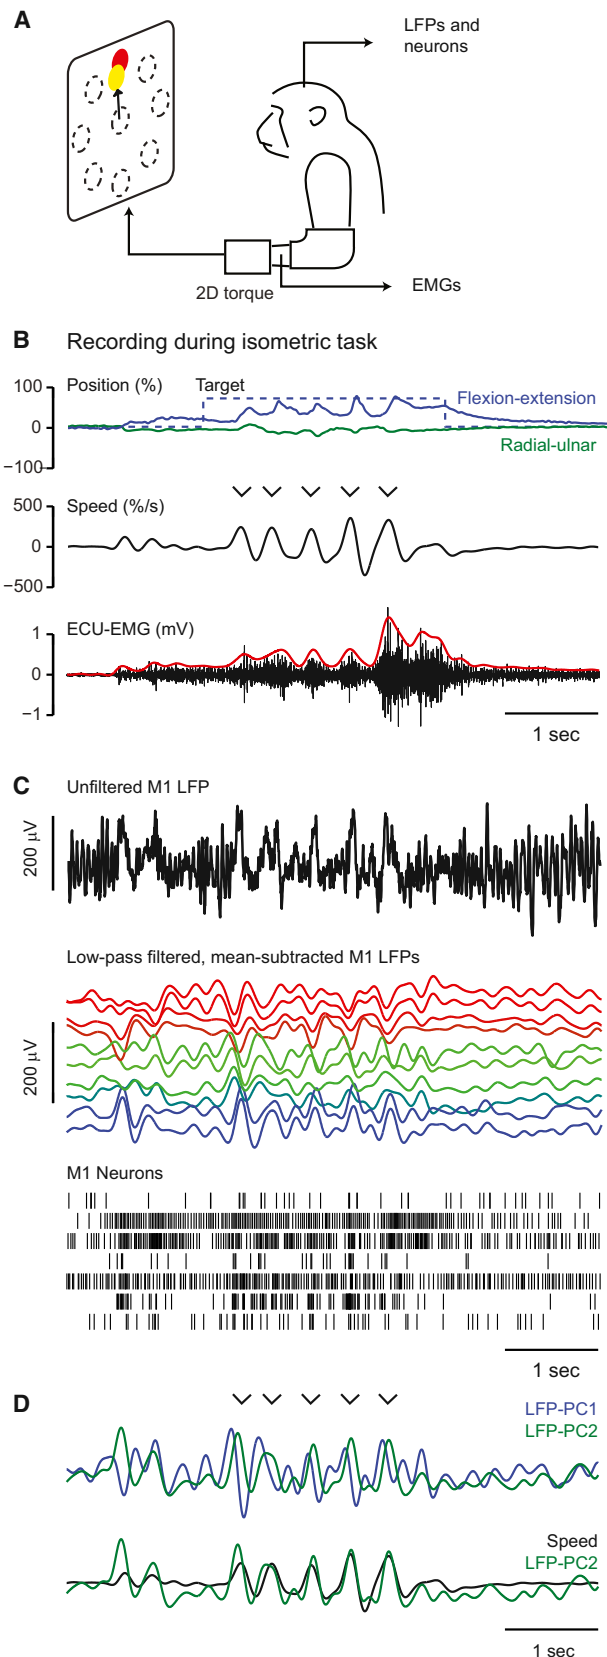 A
LFPs and
neurons
2D torque
EMGs
B Recording during isometric task
100
0
−100
Position (%)
Target
Flexion-extension
Radial-ulnar
500
0
−500
Speed (%/s)
1
0
−1
ECU-EMG (mV)
1 sec
C
Unfiltered M1 LFP
200 µV
Low-pass filtered, mean-subtracted M1 LFPs
200 µV
M1 Neurons
1 sec
D
LFP-PC1
LFP-PC2
Speed
LFP-PC2
1 sec